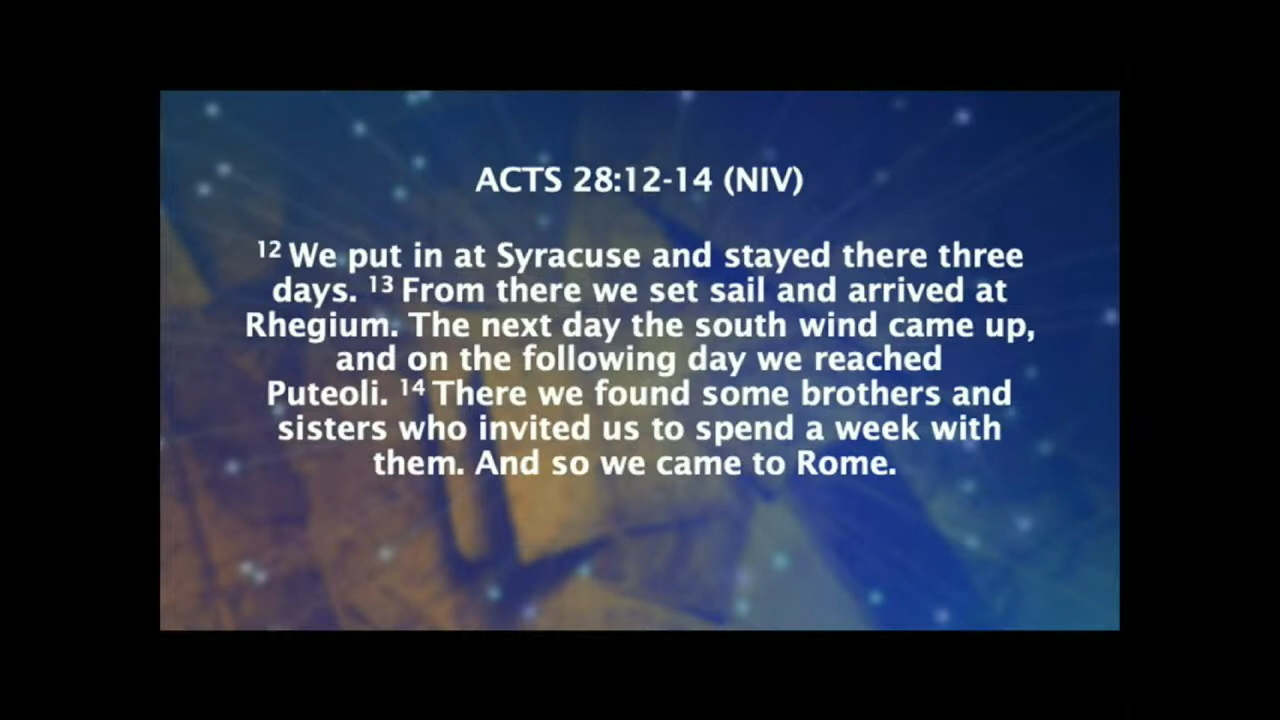 ACTS 28:12-14 (NIV)
¹² We put in at Syracuse and stayed there three
days. ¹³ From there we set sail and arrived at
Rhegium. The next day the south wind came up,
and on the following day we reached
Puteoli. ¹⁴ There we found some brothers and
sisters who invited us to spend a week with
them. And so we came to Rome.